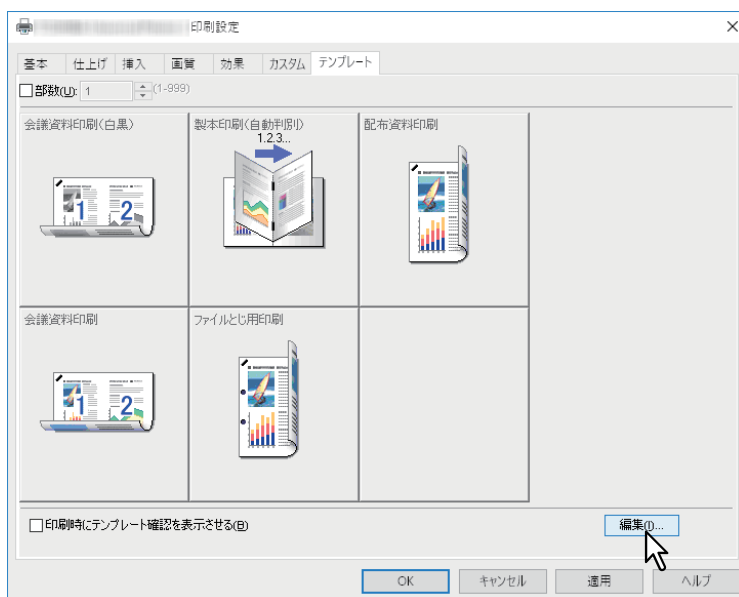 印刷設定
基本 仕上げ 挿入 画質 効果 カスタム テンプレート
部数(U): 1 (1-999)
会議資料印刷(白黒) 製本印刷(自動判別) 配布資料印刷
1.2.3...
1 2
会議資料印刷 ファイルとじ用印刷
1 2
印刷時にテンプレート確認を表示させる(B) 編集(I)...
OK キャンセル 適用 ヘルプ